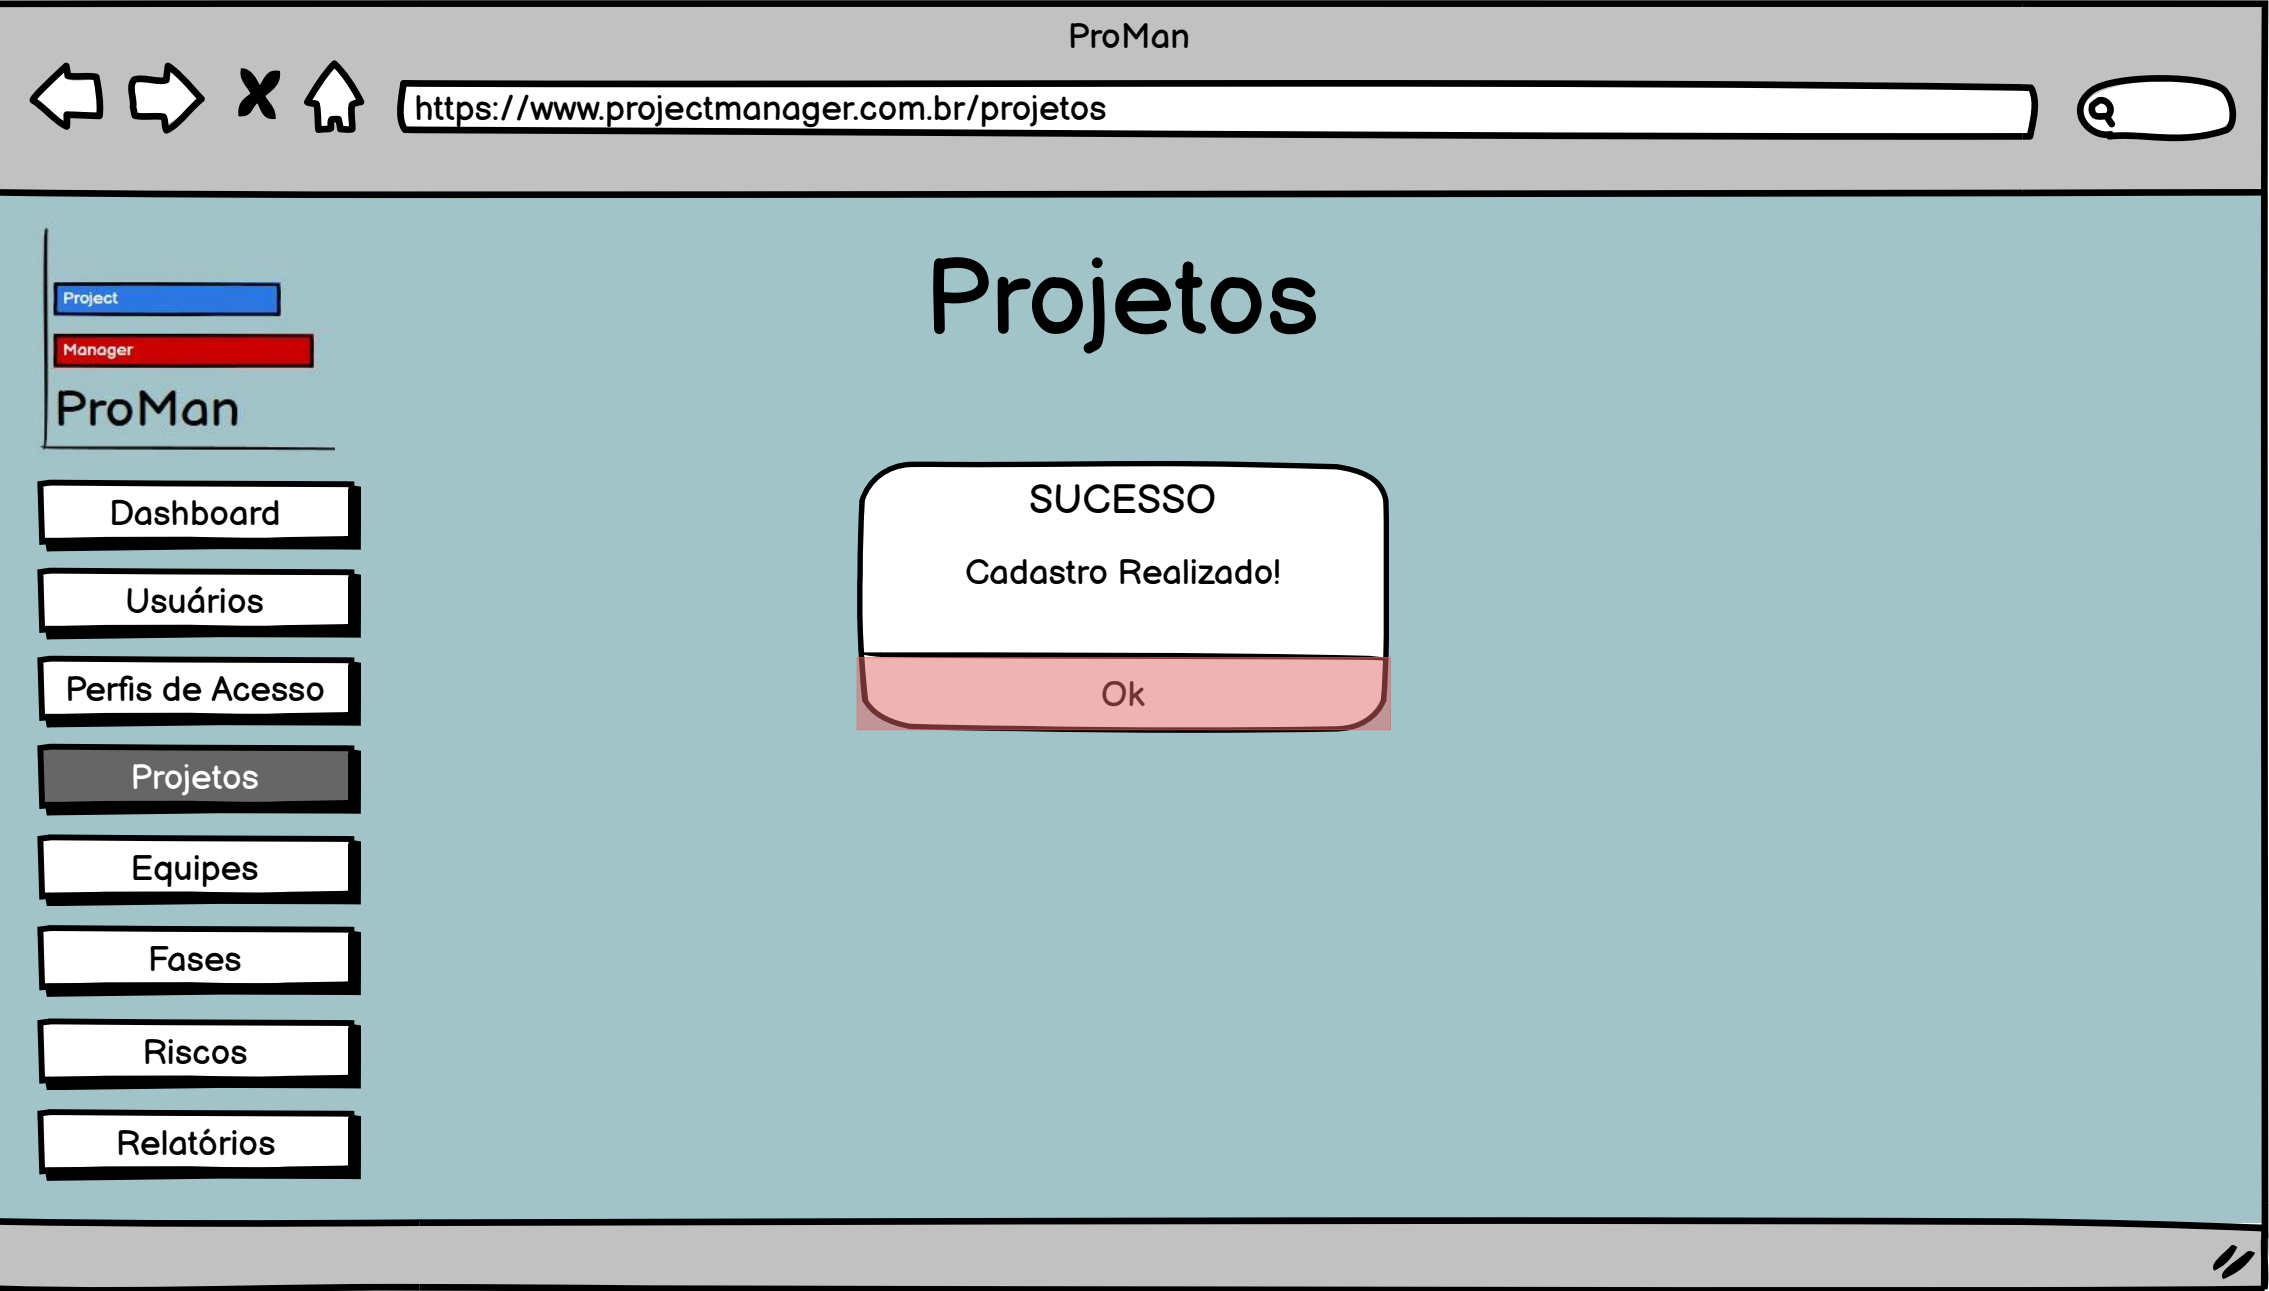 ProMan
https://www.projectmanager.com.br/projetos
Project
Manager
ProMan
Projetos
SUCESSO
Cadastro Realizado!
Ok
Dashboard
Usuários
Perfis de Acesso
Projetos
Equipes
Fases
Riscos
Relatórios